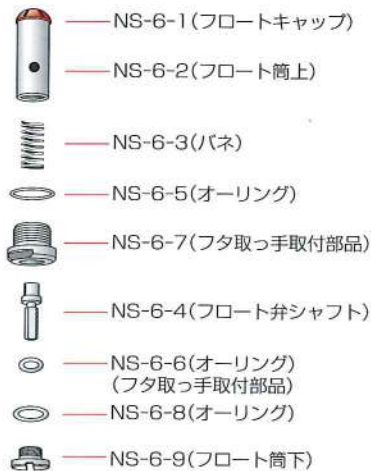 NS-6-1(フロートキャップ)
NS-6-2(フロート筒上)
NS-6-3(バネ)
NS-6-5(オーリング)
NS-6-7(フタ取っ手取付部品)
NS-6-4(フロート弁シャフト)
NS-6-6(オーリング)
(フタ取っ手取付部品)
NS-6-8(オーリング)
NS-6-9(フロート筒下)